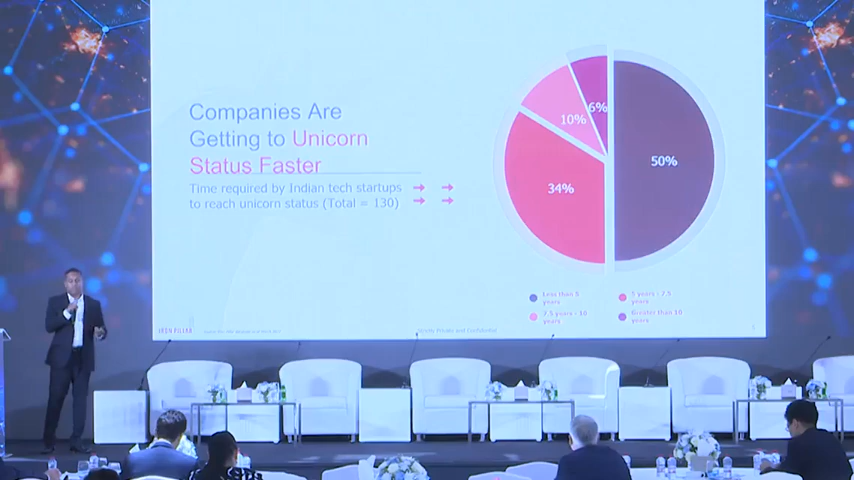 Companies Are
Getting to Unicorn
Status Faster
Time required by Indian tech startups
to reach unicorn status (Total = 130)
6%
10%
50%
34%
Less than 5
years
5 years - 7.5
years
7.5 years - 10
years
Greater than 10
years
IRON PILLAR
Strictly Private and Confidential